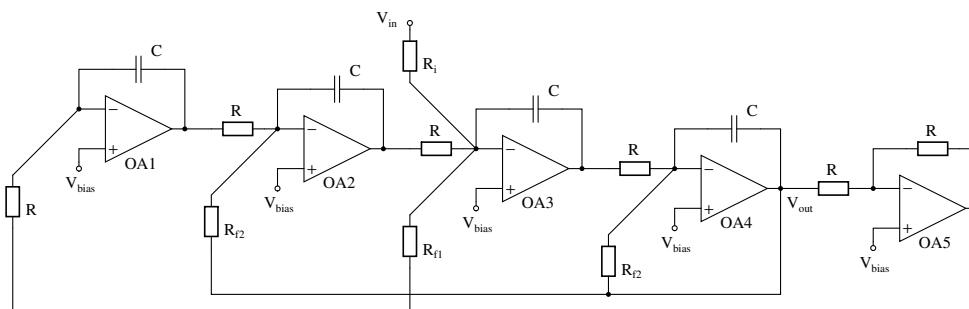 V_in
C
R_i
C
C
C
R
R
R
R
R
OA1
OA2
OA3
OA4
OA5
V_bias
V_bias
V_bias
V_bias
V_bias
V_out
R
R_f2
R_f1
R_f2